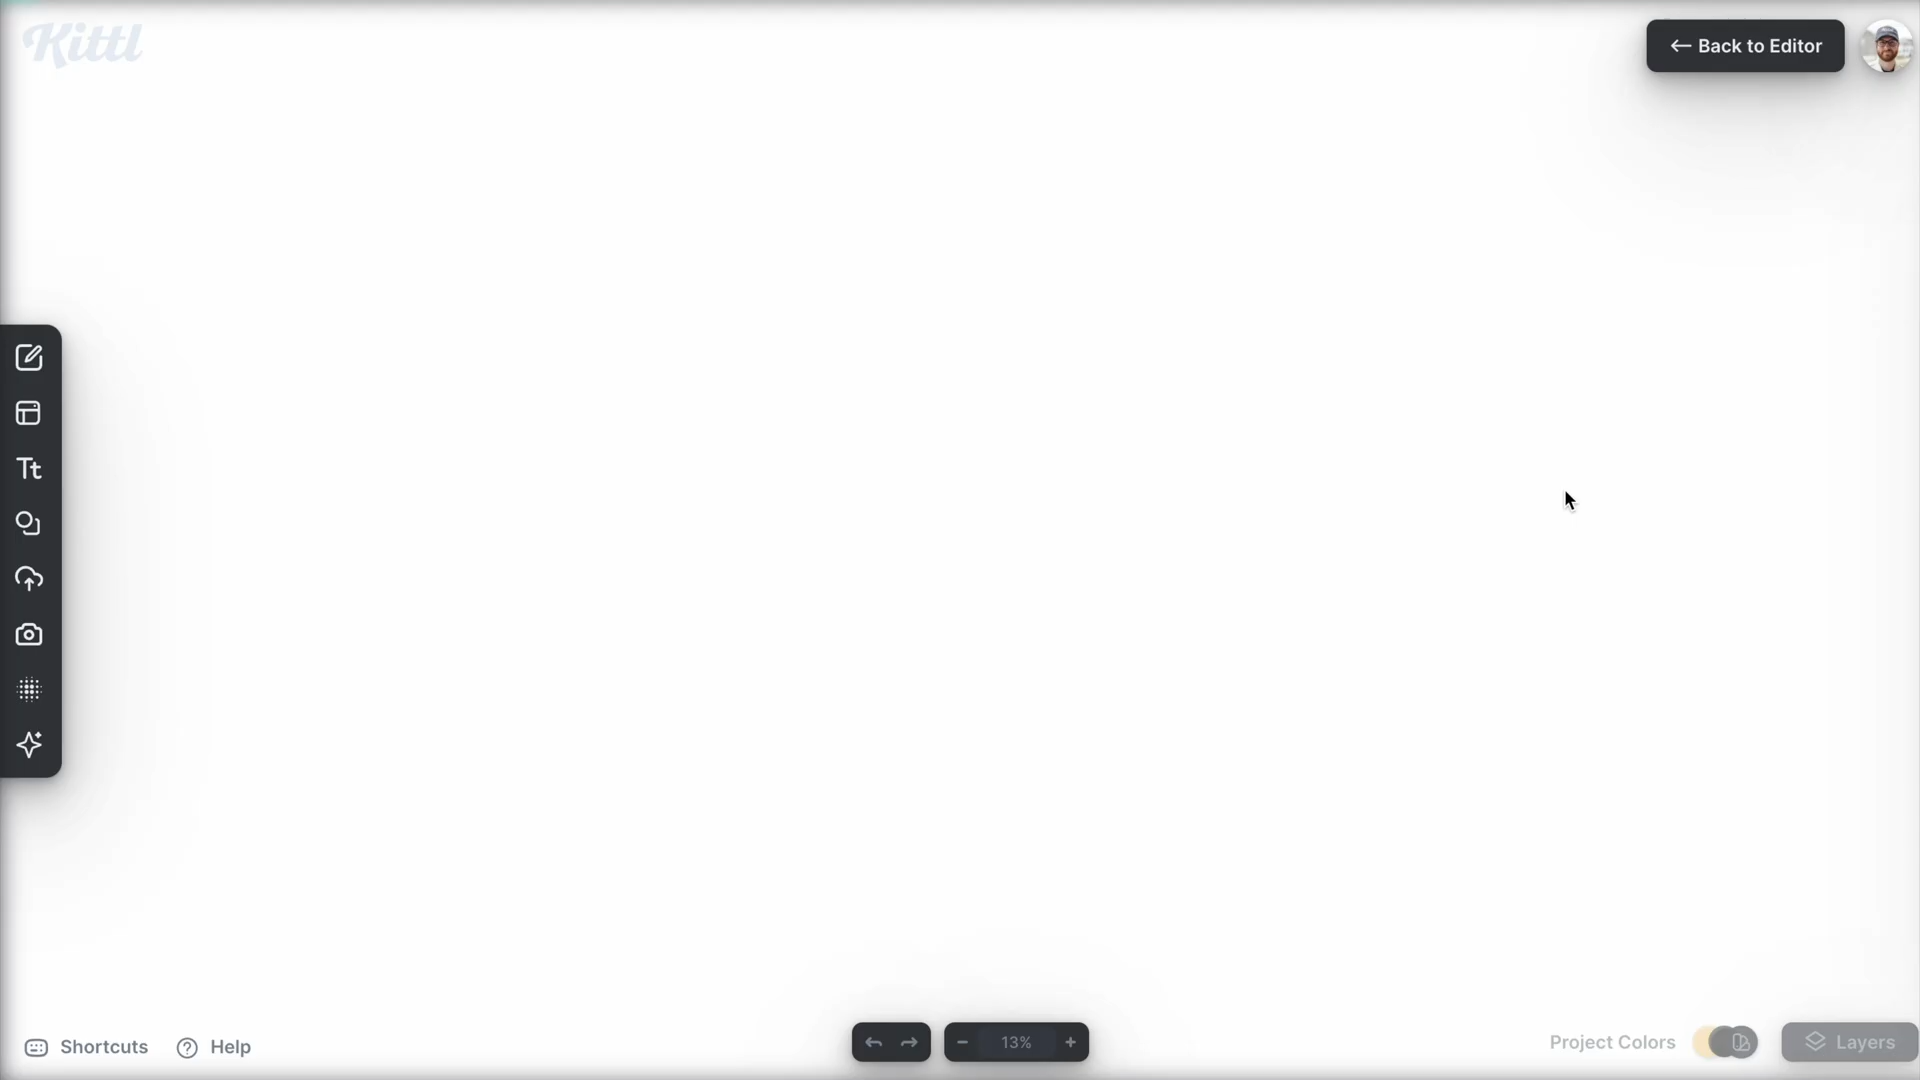 Kittl
← Back to Editor
Tt
Shortcuts
Help
13%
Project Colors
Layers